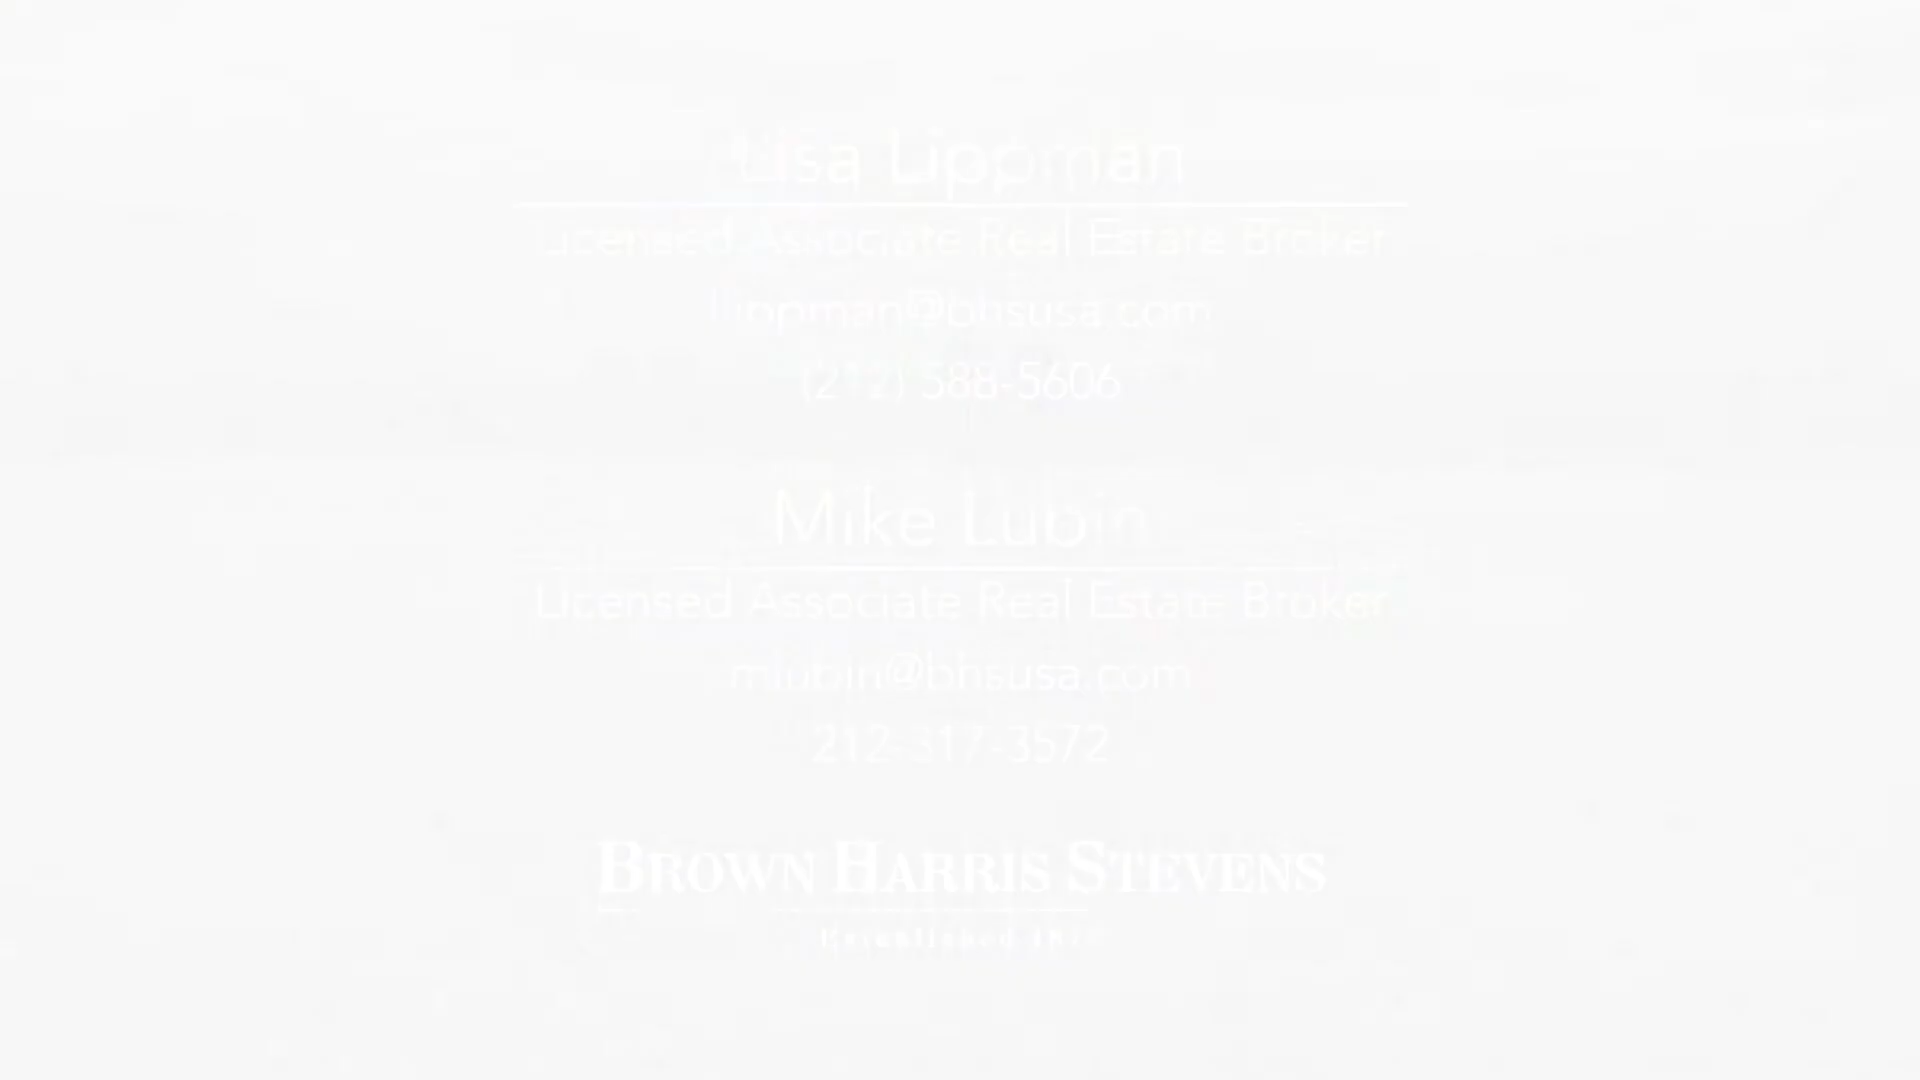 Lisa Lippman
Licensed Associate Real Estate Broker
llippman@bhsusa.com
(212) 588-5606
Mike Lubin
Licensed Associate Real Estate Broker
mlubin@bhsusa.com
212-317-3572
BROWN HARRIS STEVENS
Established